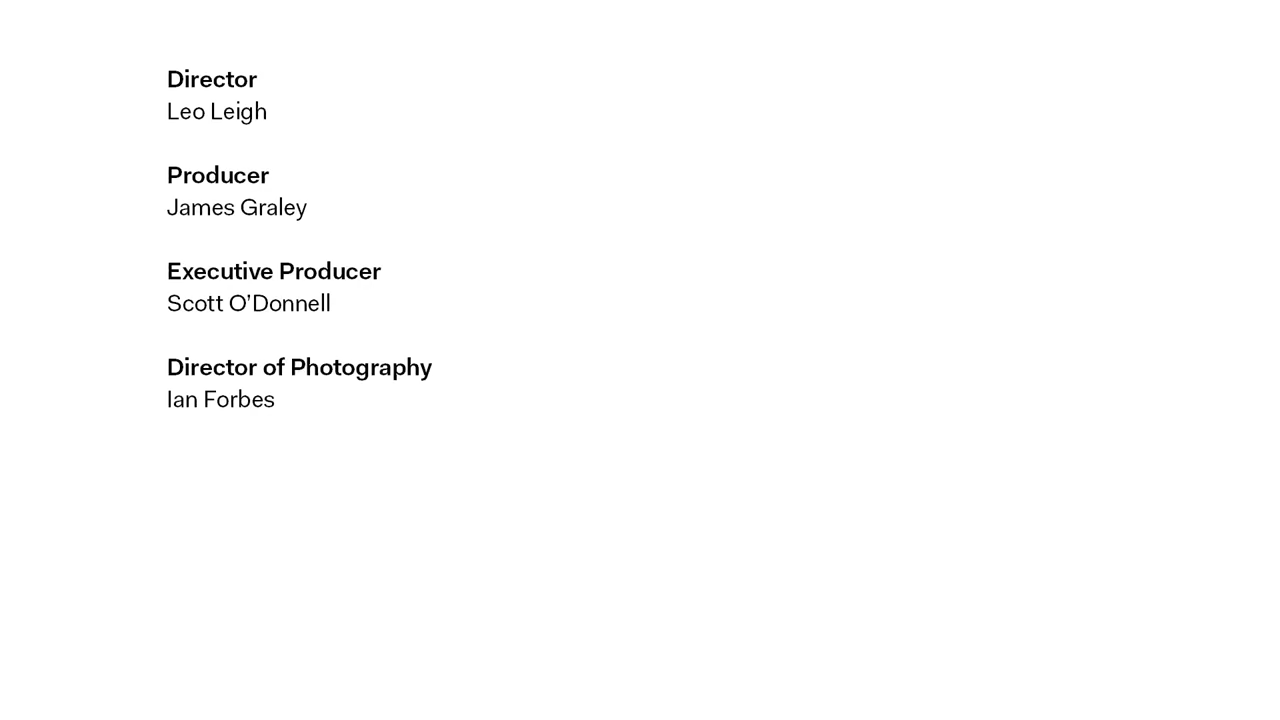 Director
Leo Leigh
Producer
James Graley
Executive Producer
Scott O’Donnell
Director of Photography
Ian Forbes